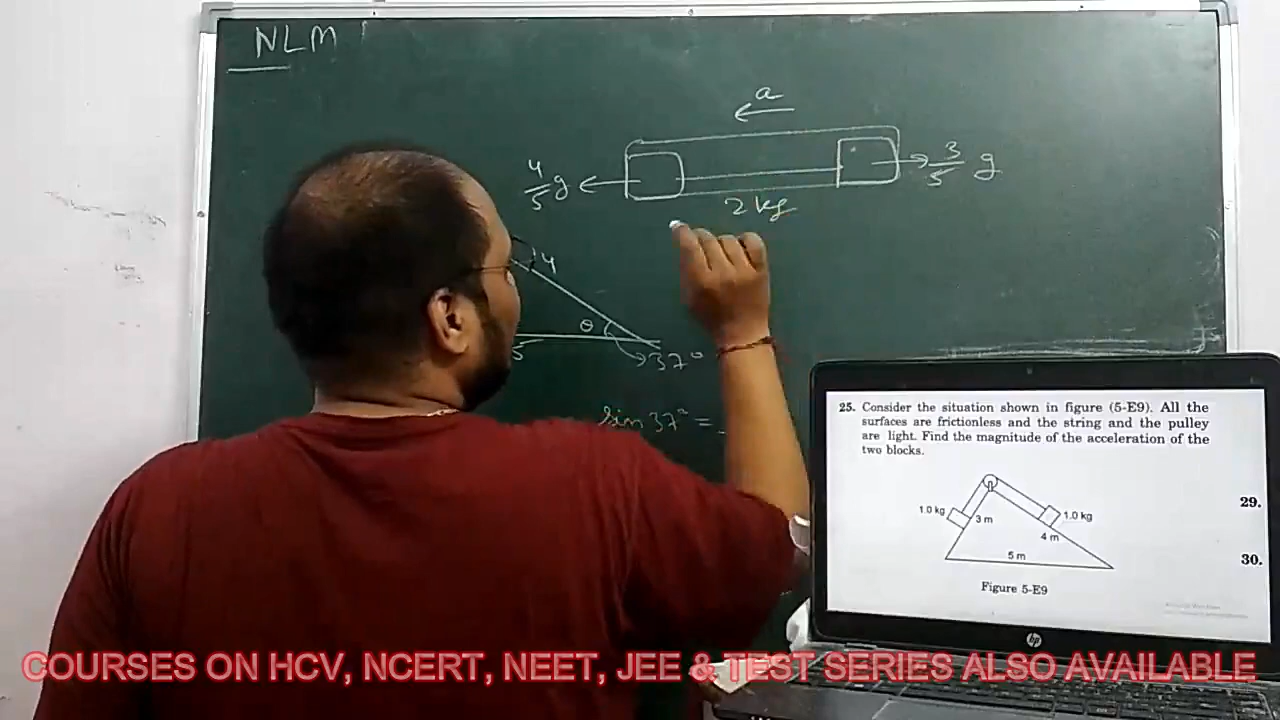 NLM
a
4/5 g
3/5 g
2 kg
4
θ
5
37°
sin 37° =
25. Consider the situation shown in figure (5-E9). All the
surfaces are frictionless and the string and the pulley
are light. Find the magnitude of the acceleration of the
two blocks.
1.0 kg
3 m
1.0 kg
4 m
5 m
Figure 5-E9
29.
30.
hp
COURSES ON HCV, NCERT, NEET, JEE & TEST SERIES ALSO AVAILABLE